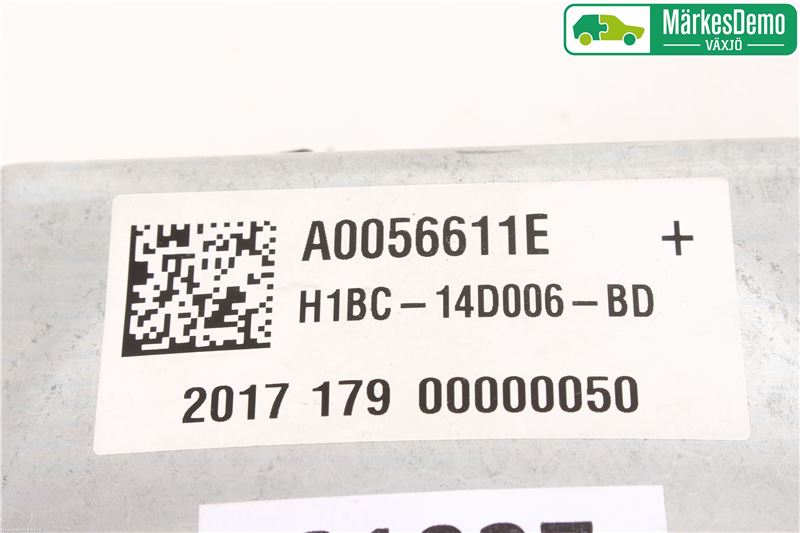 MärkesDemo
VÄXJÖ
A0056611E +
H1BC-14D006-BD
2017 179 00000050